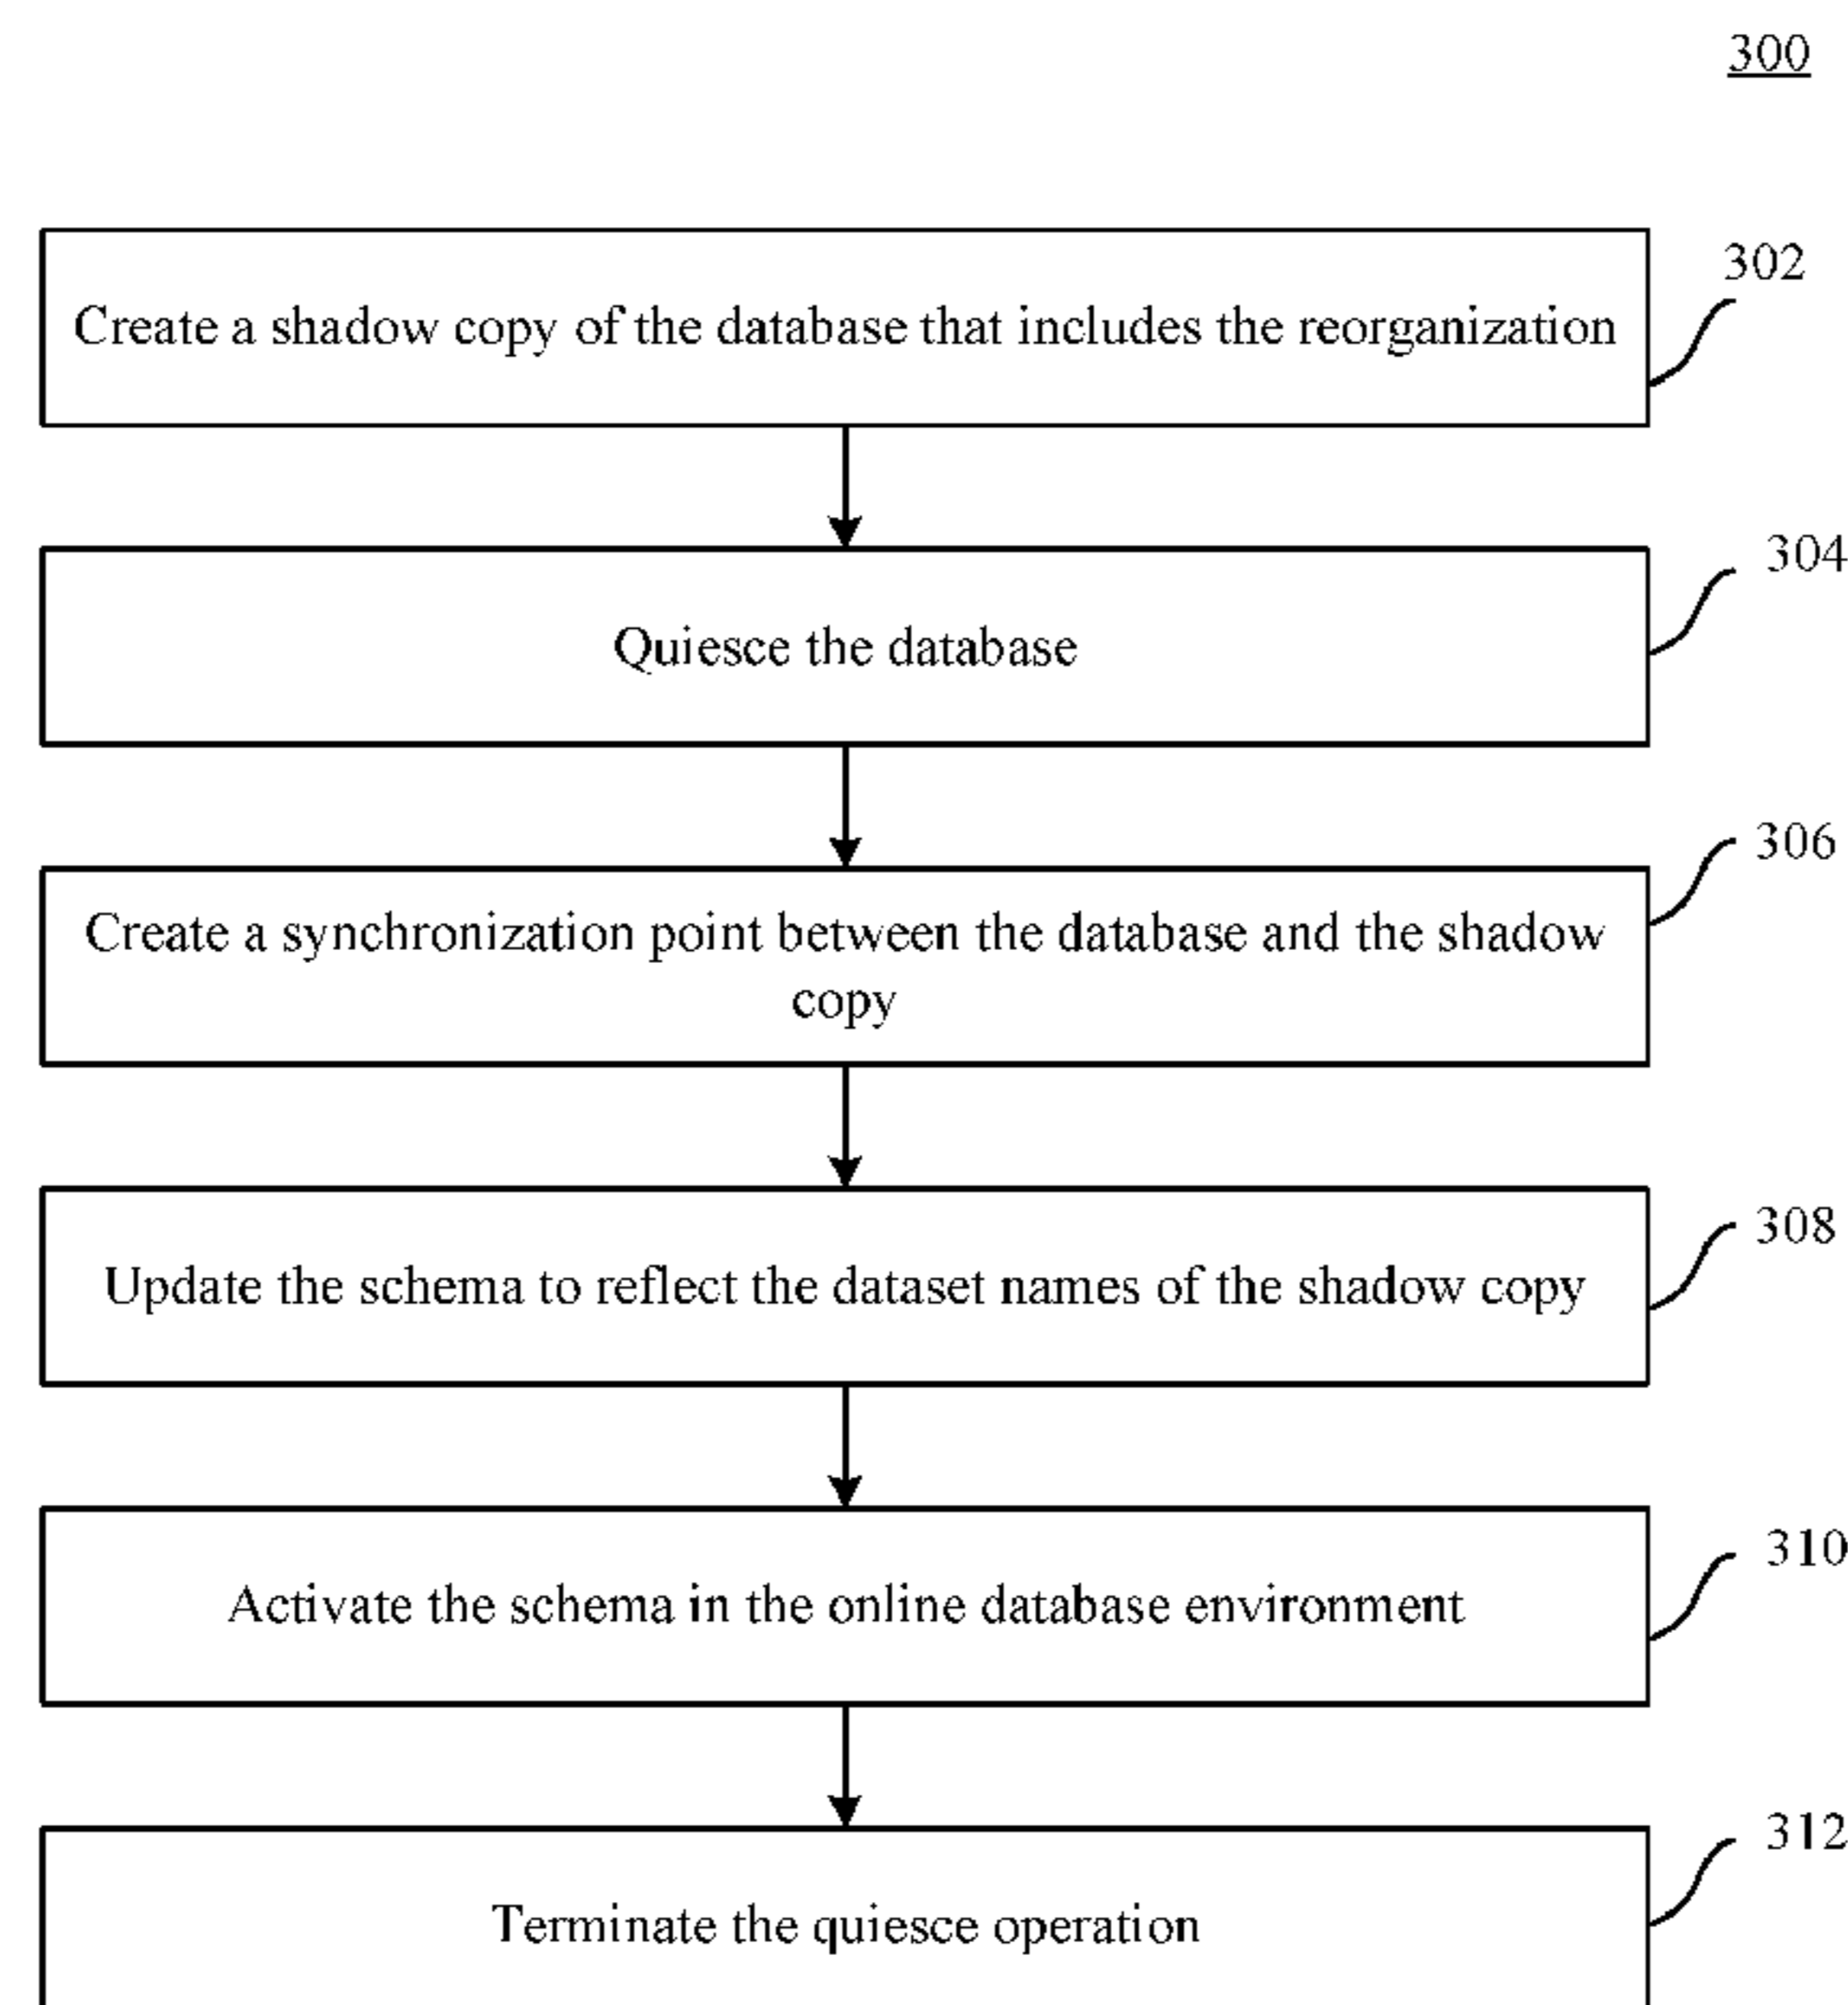 300
302
Create a shadow copy of the database that includes the reorganization
304
Quiesce the database
306
Create a synchronization point between the database and the shadow
copy
308
Update the schema to reflect the dataset names of the shadow copy
310
Activate the schema in the online database environment
312
Terminate the quiesce operation